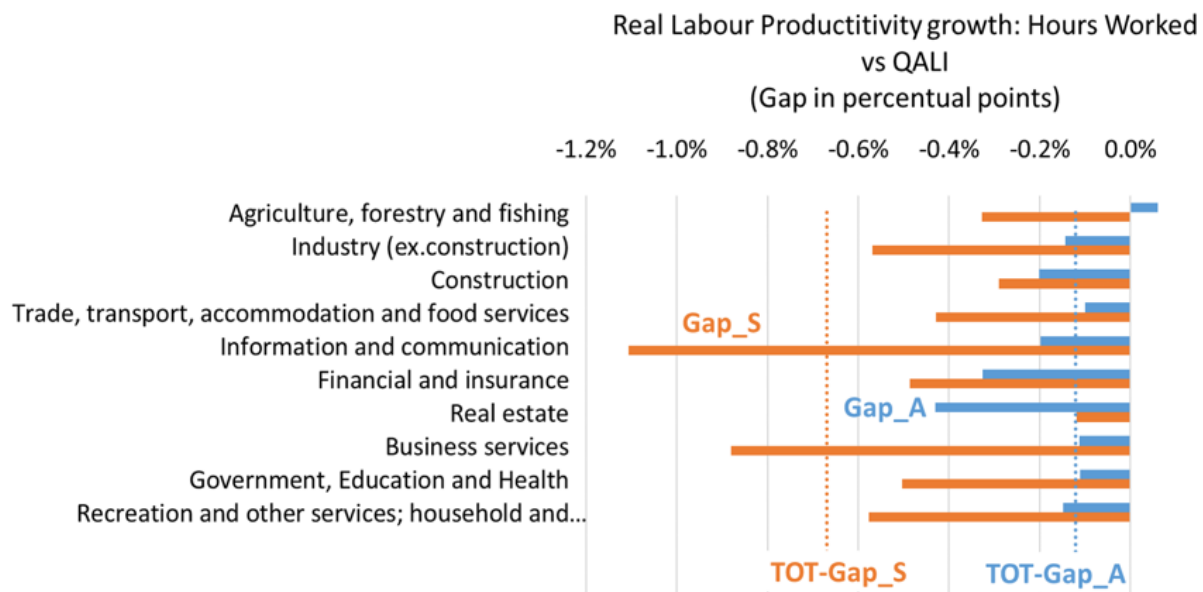 Real Labour Productitivity growth: Hours Worked
vs QALI
(Gap in percentual points)
-1.2% -1.0% -0.8% -0.6% -0.4% -0.2% 0.0%
Agriculture, forestry and fishing
Industry (ex.construction)
Construction
Trade, transport, accommodation and food services
Gap_S
Information and communication
Financial and insurance
Gap_A
Real estate
Business services
Government, Education and Health
Recreation and other services; household and...
TOT-Gap_S TOT-Gap_A